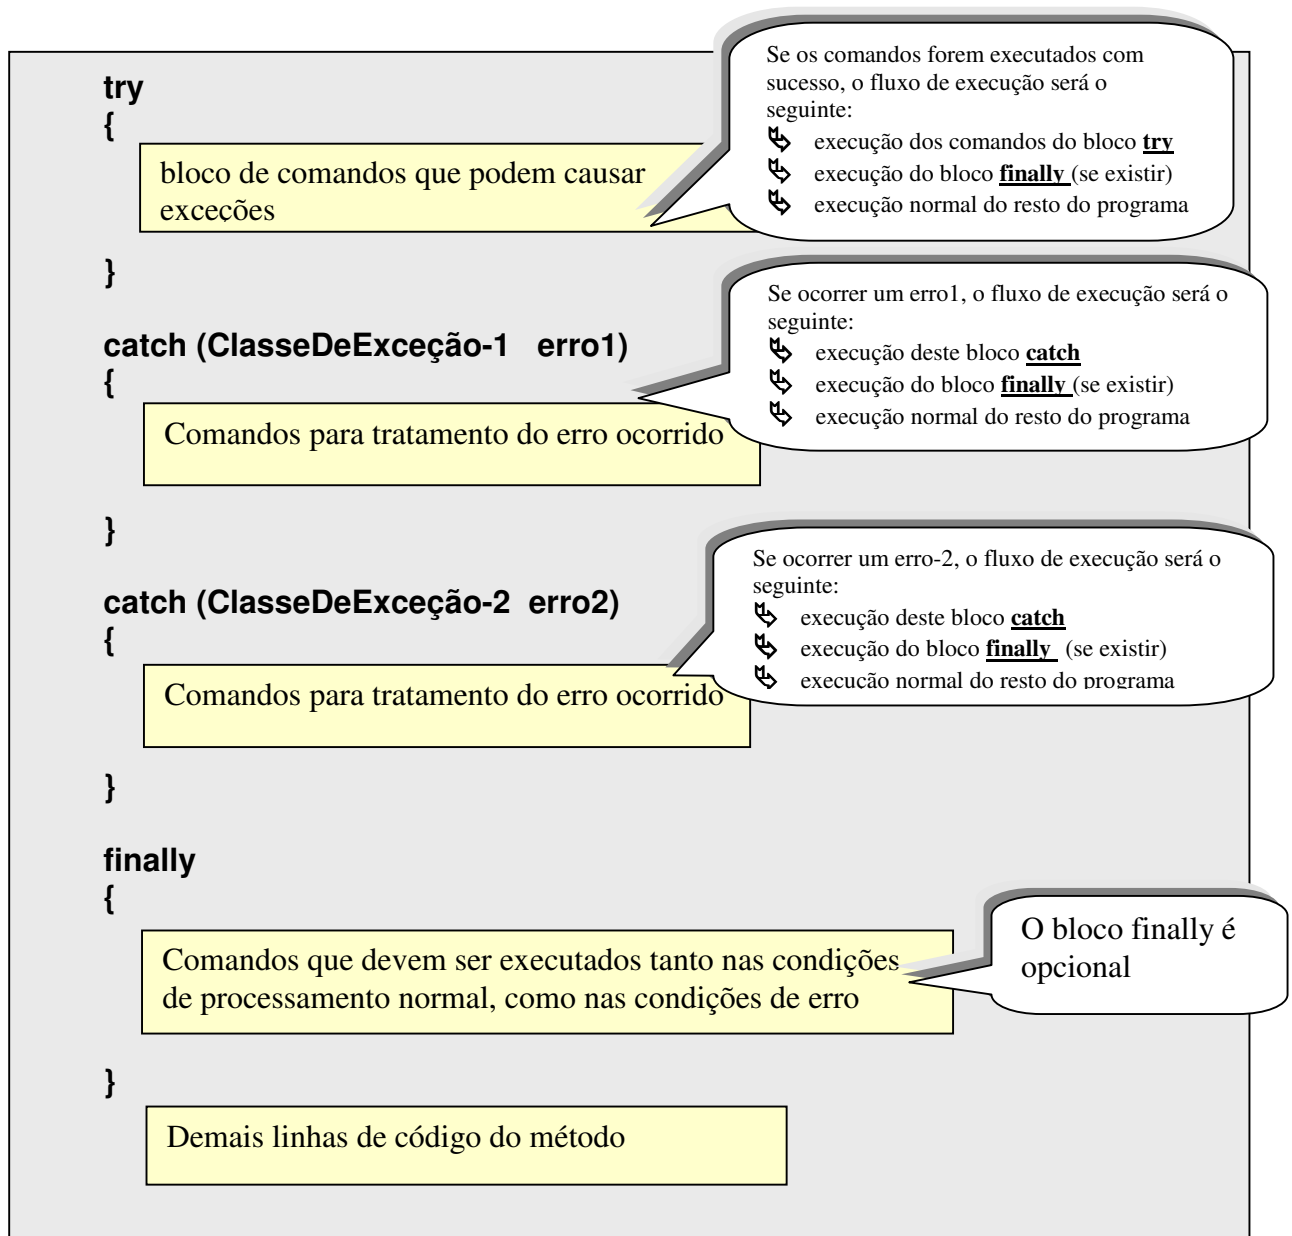 try
{
bloco de comandos que podem causar
exceções
}
Se os comandos forem executados com
sucesso, o fluxo de execução será o
seguinte:
execução dos comandos do bloco try
execução do bloco finally (se existir)
execução normal do resto do programa
catch (ClasseDeExceção-1 erro1)
{
Comandos para tratamento do erro ocorrido
}
Se ocorrer um erro1, o fluxo de execução será o
seguinte:
execução deste bloco catch
execução do bloco finally (se existir)
execução normal do resto do programa
catch (ClasseDeExceção-2 erro2)
{
Comandos para tratamento do erro ocorrido
}
Se ocorrer um erro-2, o fluxo de execução será o
seguinte:
execução deste bloco catch
execução do bloco finally (se existir)
execução normal do resto do programa
finally
{
Comandos que devem ser executados tanto nas condições
de processamento normal, como nas condições de erro
}
O bloco finally é
opcional
Demais linhas de código do método